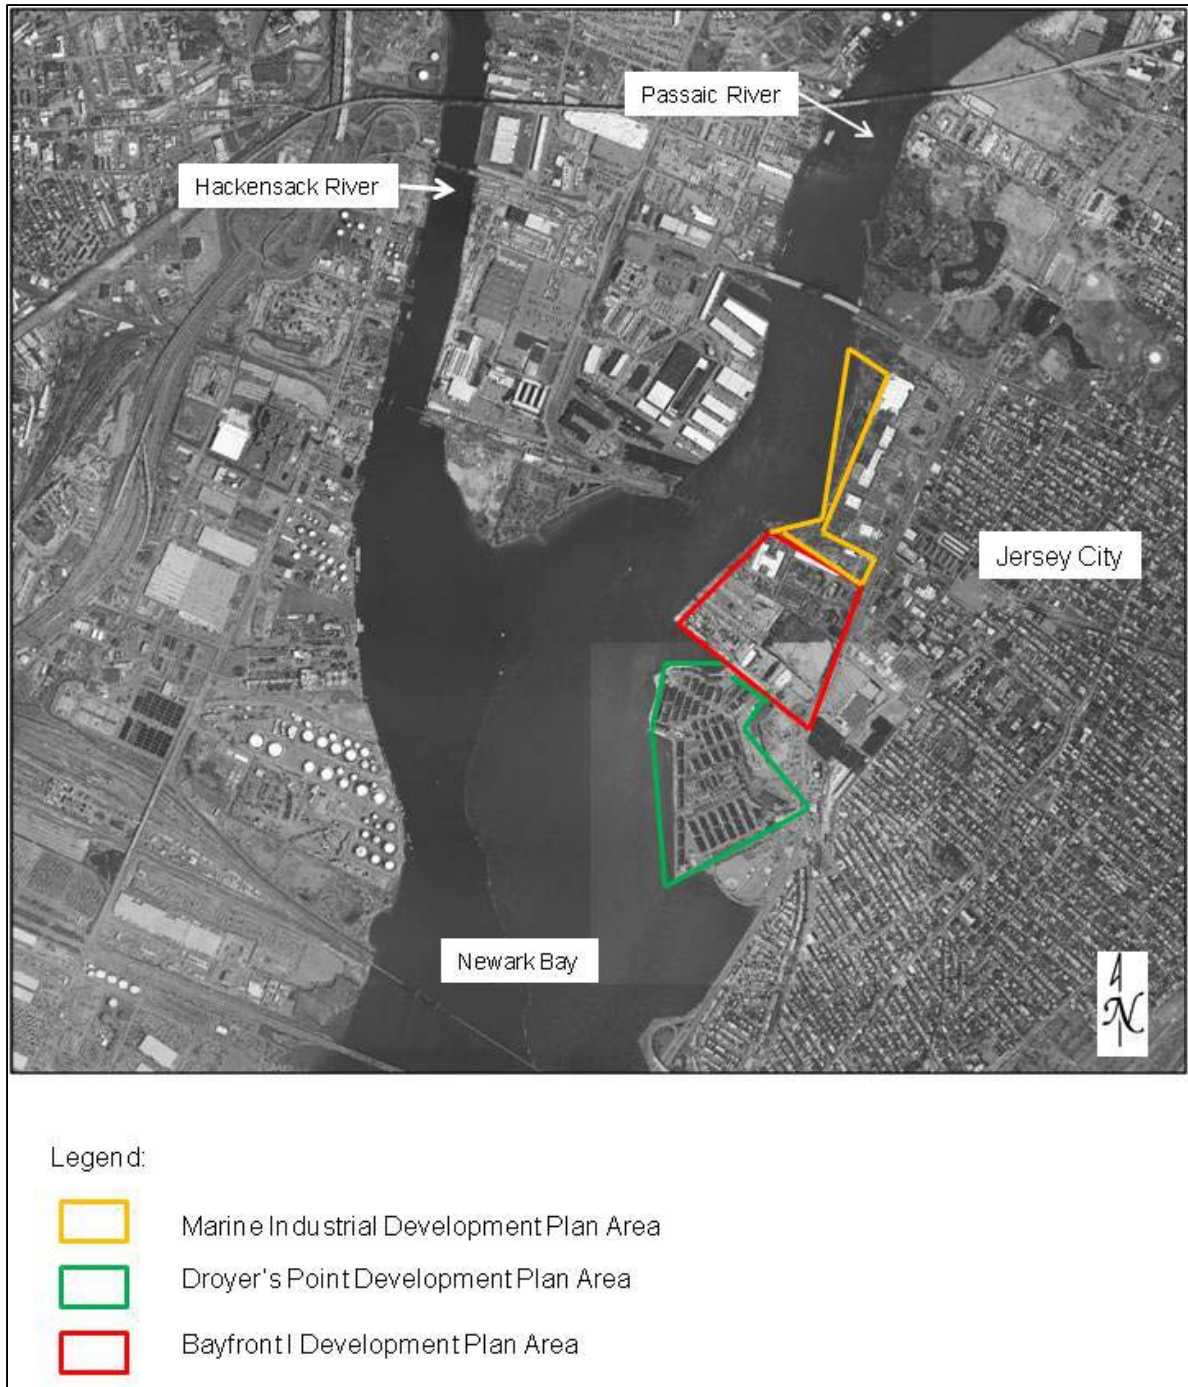 Passaic River
Hackensack River
Jersey City
Newark Bay
N
Legend:
Marine Industrial Development Plan Area
Droyer's Point Development Plan Area
Bayfront I Development Plan Area